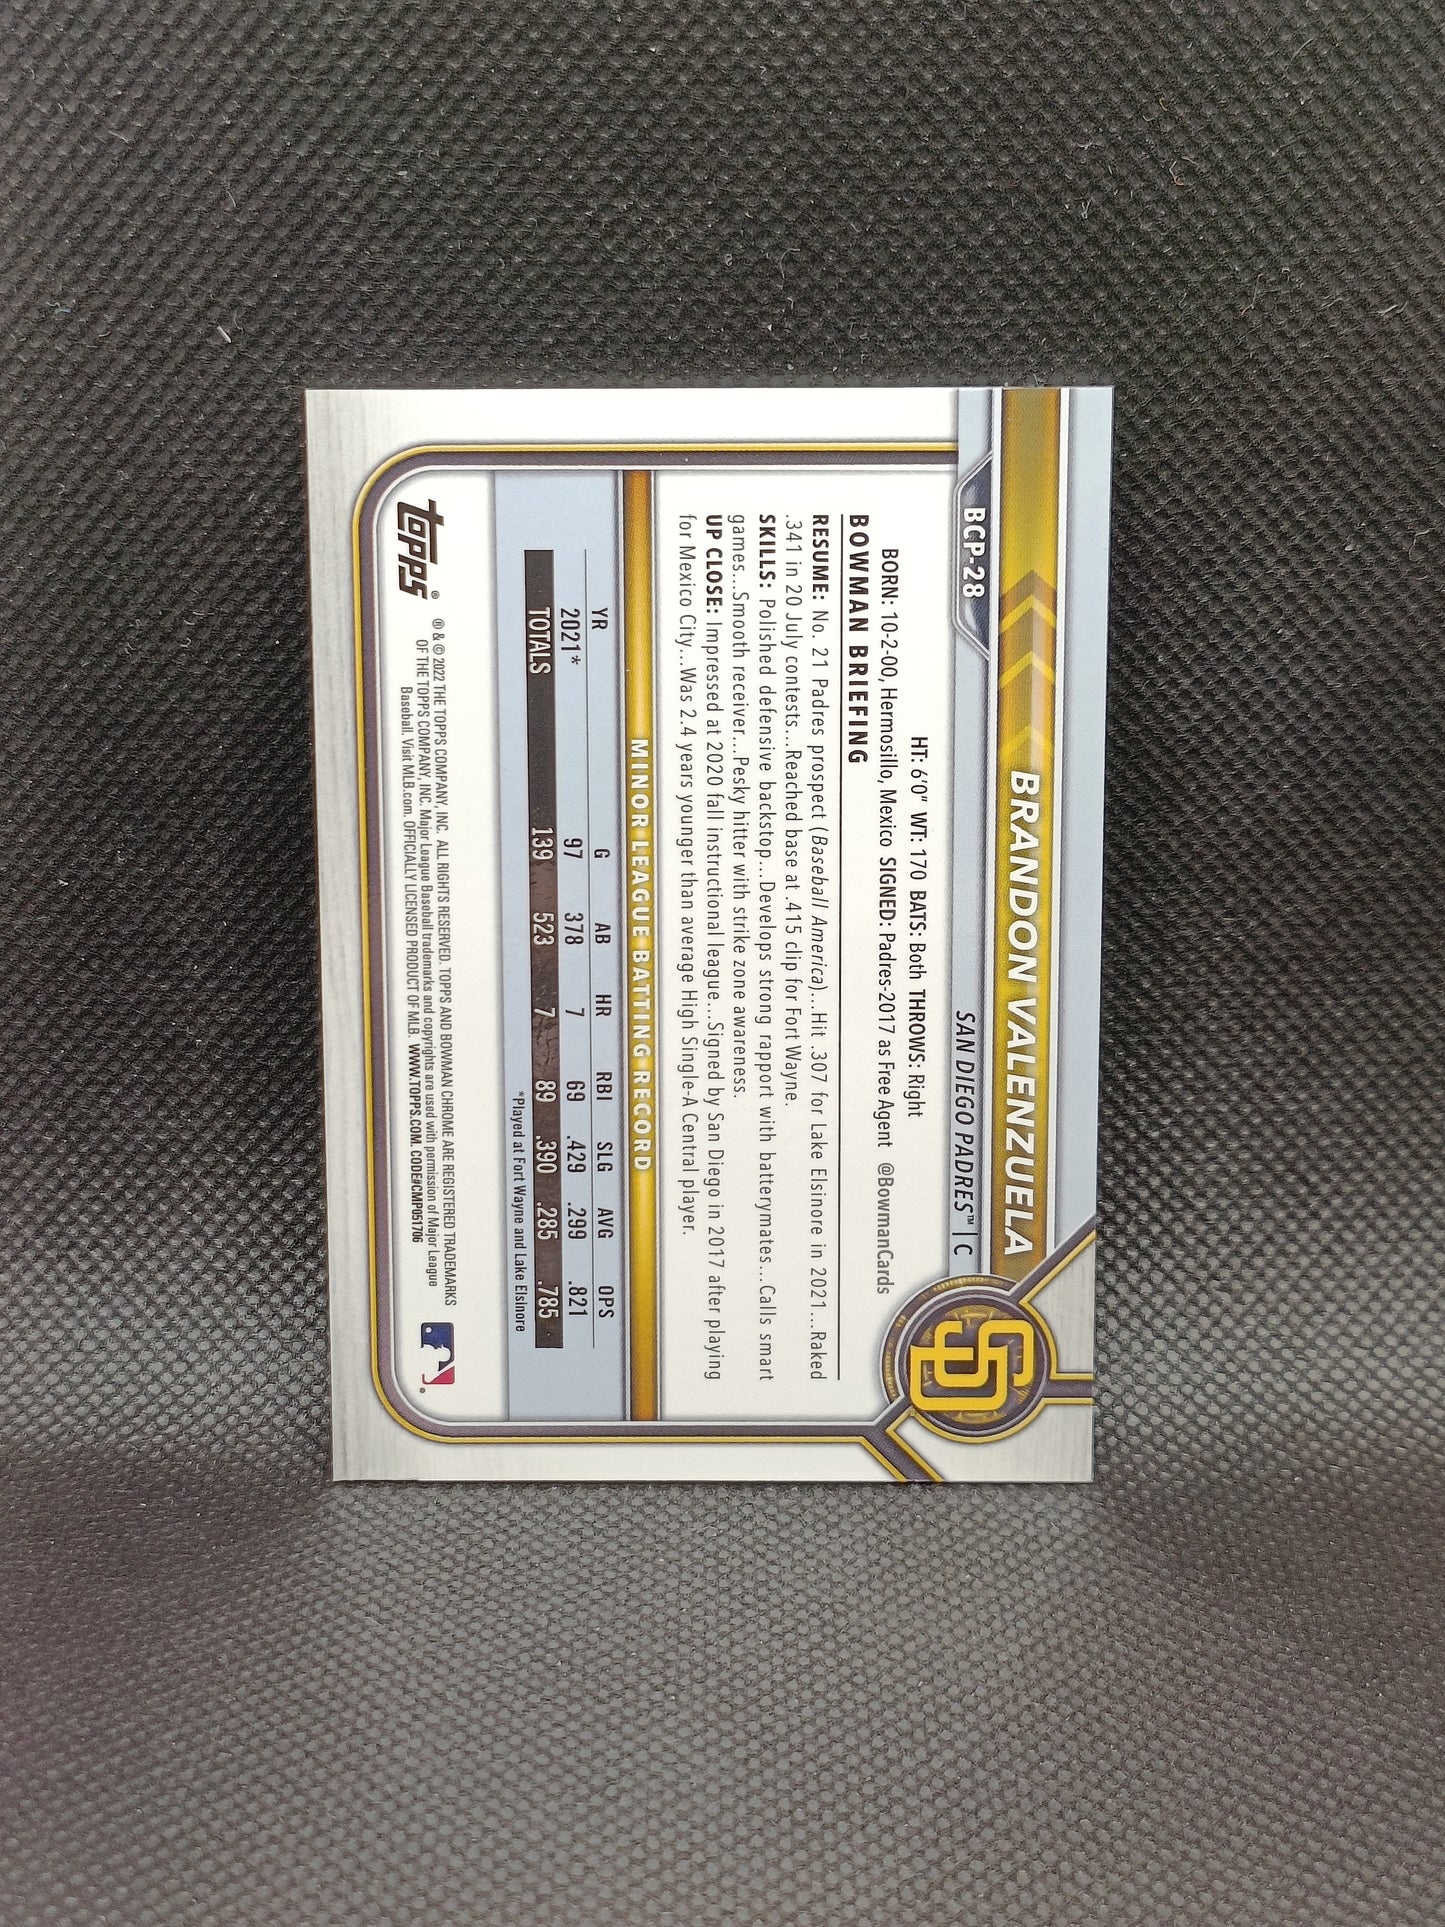 BRANDON VALENZUELA
BCP-28
SAN DIEGO PADRES™ | C
SD
HT: 6'0" WT: 170 BATS: Both THROWS: Right
BORN: 10-2-00, Hermosillo, Mexico SIGNED: Padres-2017 as Free Agent @BowmanCards
BOWMAN BRIEFING
RESUME: No. 21 Padres prospect (Baseball America)...Hit .307 for Lake Elsinore in 2021...Raked
.341 in 20 July contests...Reached base at .415 clip for Fort Wayne.
SKILLS: Polished defensive backstop...Develops strong rapport with batterymates...Calls smart
games...Smooth receiver...Pesky hitter with strike zone awareness.
UP CLOSE: Impressed at 2020 fall instructional league...Signed by San Diego in 2017 after playing
for Mexico City...Was 2.4 years younger than average High Single-A Central player.
MINOR LEAGUE BATTING RECORD
YR G AB HR RBI SLG AVG OPS
2021* 97 378 7 69 .429 .299 .821
TOTALS 139 523 7 89 .390 .285 .785
*Played at Fort Wayne and Lake Elsinore
topps®
® & © 2022 THE TOPPS COMPANY, INC. ALL RIGHTS RESERVED. TOPPS AND BOWMAN CHROME ARE REGISTERED TRADEMARKS
OF THE TOPPS COMPANY, INC. Major League Baseball trademarks and copyrights are used with permission of Major League
Baseball. Visit MLB.com. OFFICIALLY LICENSED PRODUCT OF MLB. WWW.TOPPS.COM. CODE#CMP051706